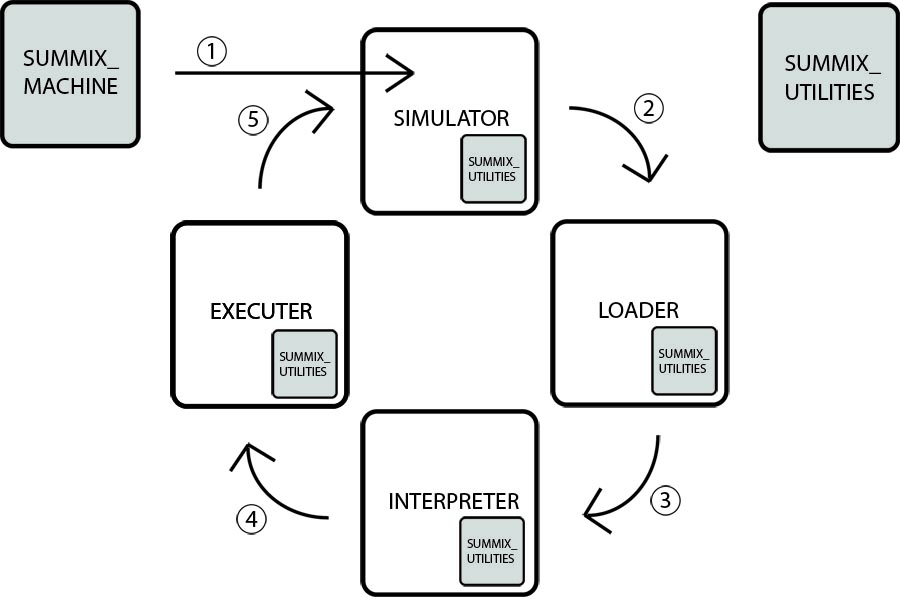 SUMMIX_
MACHINE
①
SIMULATOR
SUMMIX_
UTILITIES
②
SUMMIX_
UTILITIES
⑤
EXECUTER
SUMMIX_
UTILITIES
LOADER
SUMMIX_
UTILITIES
④
INTERPRETER
SUMMIX_
UTILITIES
③